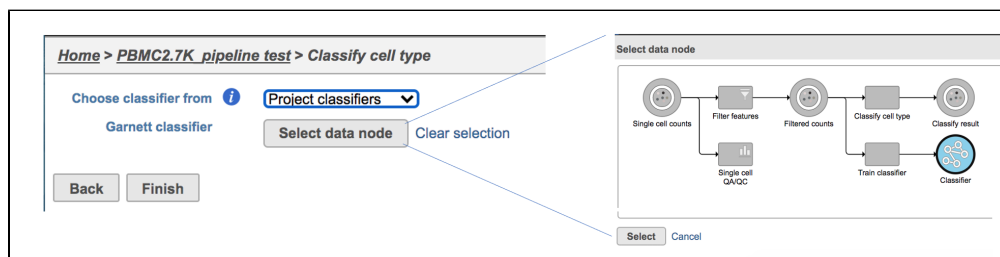 Home > PBMC2.7K_pipeline test > Classify cell type
Choose classifier from i Project classifiers
Garnett classifier Select data node Clear selection
Back Finish
Select data node
Single cell counts Filter features Filtered counts Classify cell type Classify result
Single cell
QA/QC
Train classifier Classifier
Select Cancel